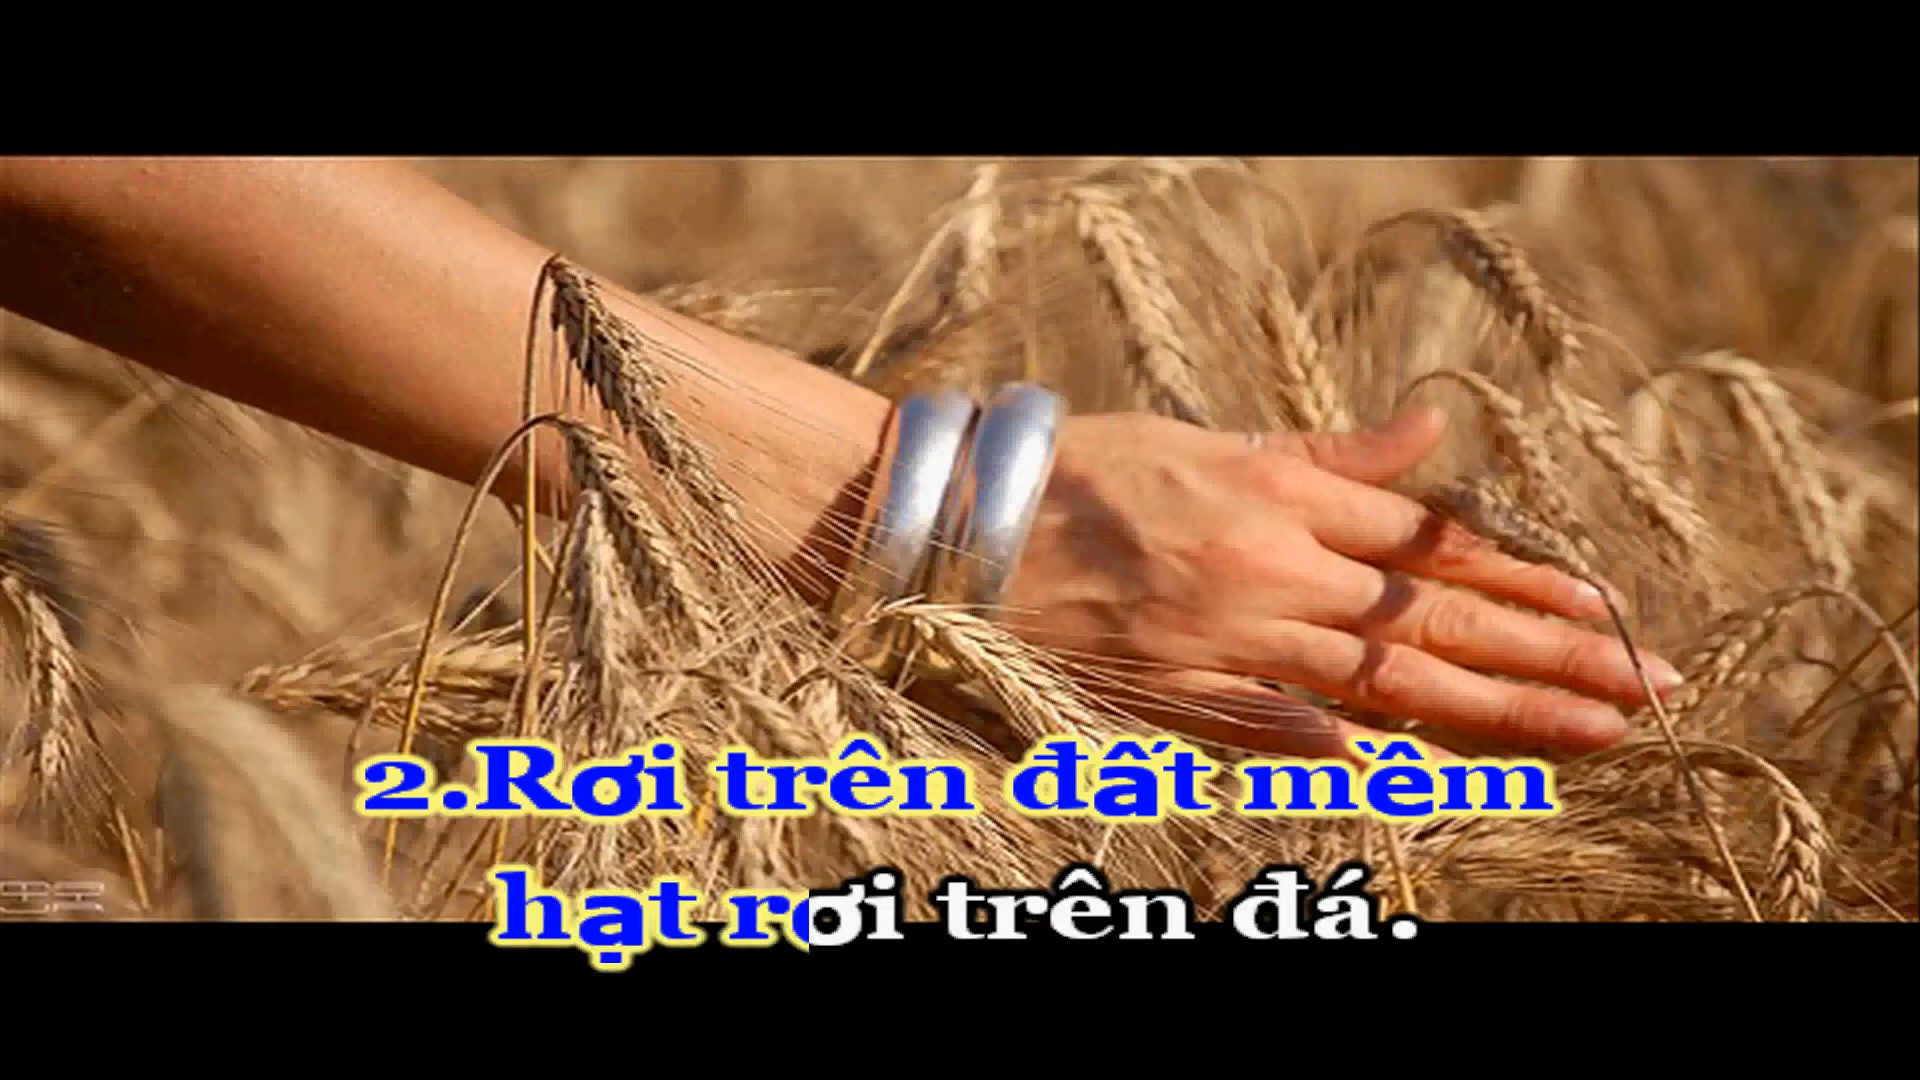 2.Rơi trên đất mềm
hạt rơi trên đá.